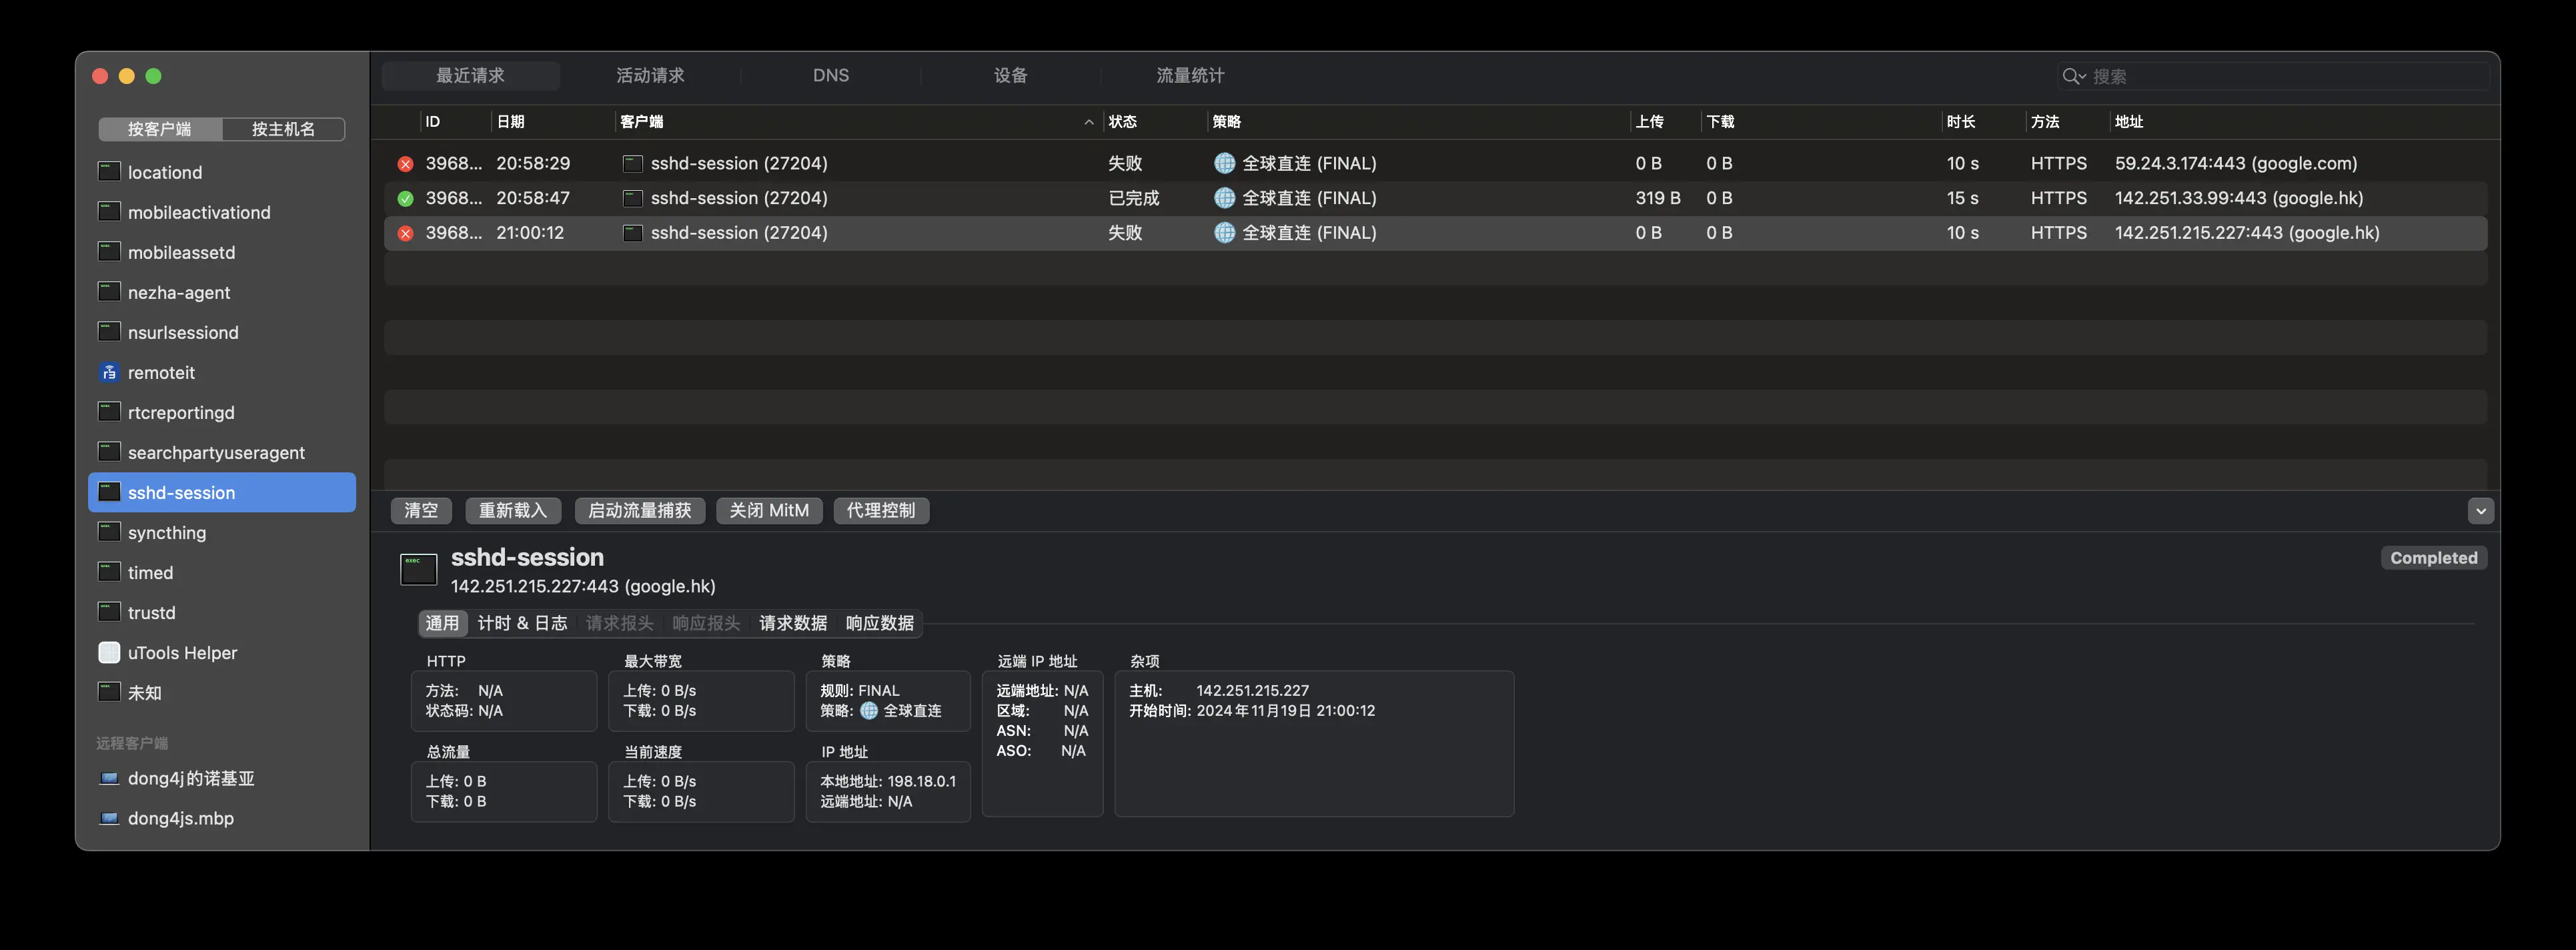 最近请求 活动请求 DNS 设备 流量统计 搜索
按客户端 按主机名
locationd
mobileactivationd
mobileassetd
nezha-agent
nsurlsessiond
remoteit
rtcreportingd
searchpartyuseragent
sshd-session
syncthing
timed
trustd
uTools Helper
未知
远程客户端
dong4j的诺基亚
dong4js.mbp
ID 日期 客户端 状态 策略 上传 下载 时长 方法 地址
3968... 20:58:29 sshd-session (27204) 失败 全球直连 (FINAL) 0 B 0 B 10 s HTTPS 59.24.3.174:443 (google.com)
3968... 20:58:47 sshd-session (27204) 已完成 全球直连 (FINAL) 319 B 0 B 15 s HTTPS 142.251.33.99:443 (google.hk)
3968... 21:00:12 sshd-session (27204) 失败 全球直连 (FINAL) 0 B 0 B 10 s HTTPS 142.251.215.227:443 (google.hk)
清空 重新载入 启动流量捕获 关闭 MitM 代理控制
exec
sshd-session
Completed
142.251.215.227:443 (google.hk)
通用 计时 & 日志 请求报头 响应报头 请求数据 响应数据
HTTP
方法: N/A
状态码: N/A
最大带宽
上传: 0 B/s
下载: 0 B/s
策略
规则: FINAL
策略: 全球直连
远端 IP 地址
远端地址: N/A
区域: N/A
ASN: N/A
ASO: N/A
杂项
主机: 142.251.215.227
开始时间: 2024年11月19日 21:00:12
总流量
上传: 0 B
下载: 0 B
当前速度
上传: 0 B/s
下载: 0 B/s
IP 地址
本地地址: 198.18.0.1
远端地址: N/A